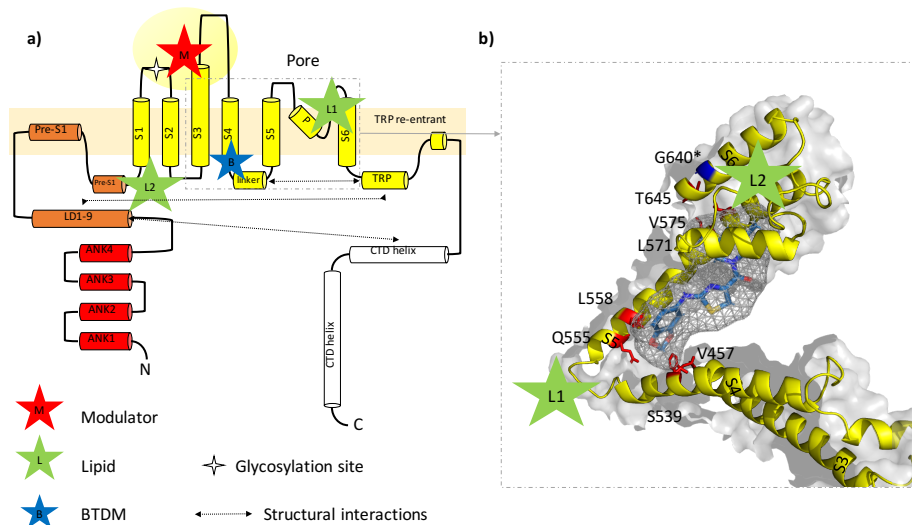 a)
M
Pore
L1
P
TRP re-entrant
Pre-S1
S1
S2
S3
S4
S5
S6
Pre-S1
L2
B
linker
TRP
LD1-9
ANK4
CTD helix
ANK3
ANK2
ANK1
CTD helix
N
C
M
Modulator
L
Lipid
Glycosylation site
B
BTDM
Structural interactions
b)
S6
G640*
L2
T645
V575
L571
L558
Q555
S5
V457
L1
S4
S539
S3